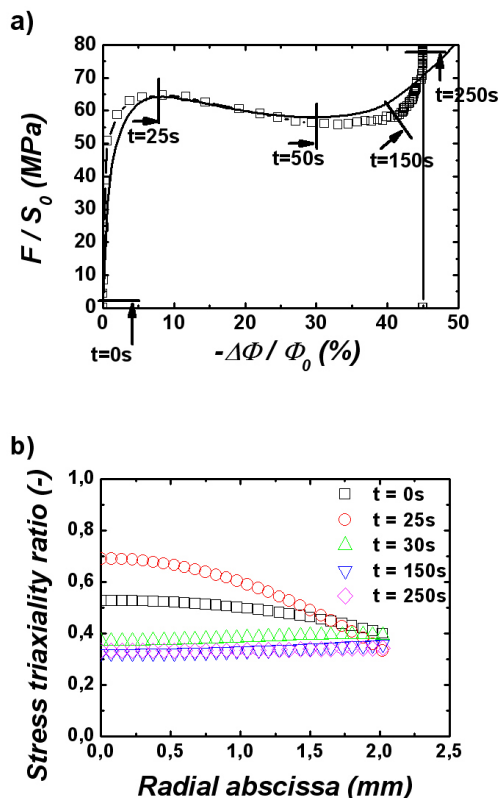 a)
80
70
60
50
40
30
20
10
0
F / S0 (MPa)
t=25s
t=50s
t=150s
t=250s
t=0s
0 10 20 30 40 50
-ΔΦ / Φ0 (%)
b)
1,0
0,8
0,6
0,4
0,2
0,0
Stress triaxiality ratio (-)
t = 0s
t = 25s
t = 30s
t = 150s
t = 250s
0,0 0,5 1,0 1,5 2,0 2,5
Radial abscissa (mm)